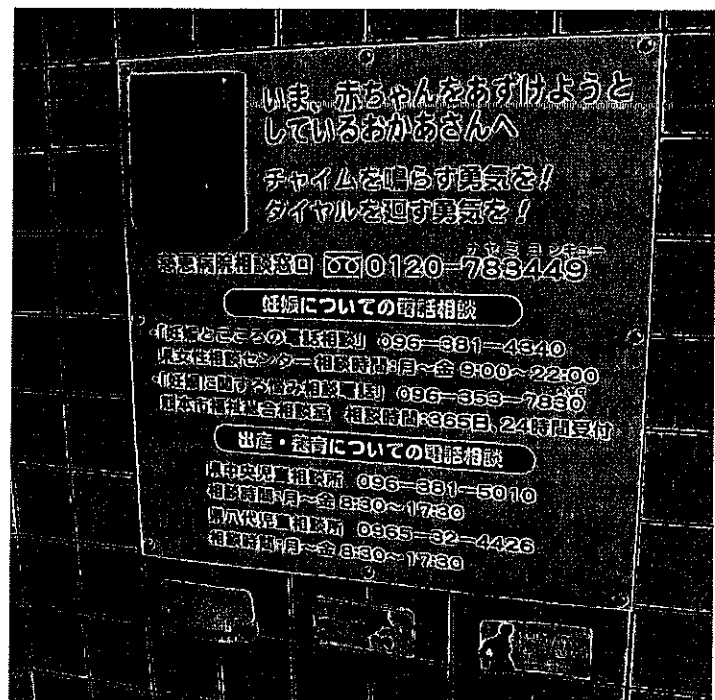 いま、赤ちゃんをあずけようと
しているおかあさんへ
チャイムを鳴らす勇気を!
ダイヤルを廻す勇気を!
慈恵病院相談窓口 0120-783449
妊娠についての電話相談
・「妊娠とこころの電話相談」 096-381-4340
県女性相談センター 相談時間:月~金 9:00~22:00
・「妊娠に関する悩み相談電話」 096-353-7830
熊本市福祉総合相談室 相談時間:365日、24時間受付
出産・養育についての電話相談
県中央児童相談所 096-381-5010
相談時間:月~金 8:30~17:30
県八代児童相談所 0965-32-4426
相談時間:月~金 8:30~17:30